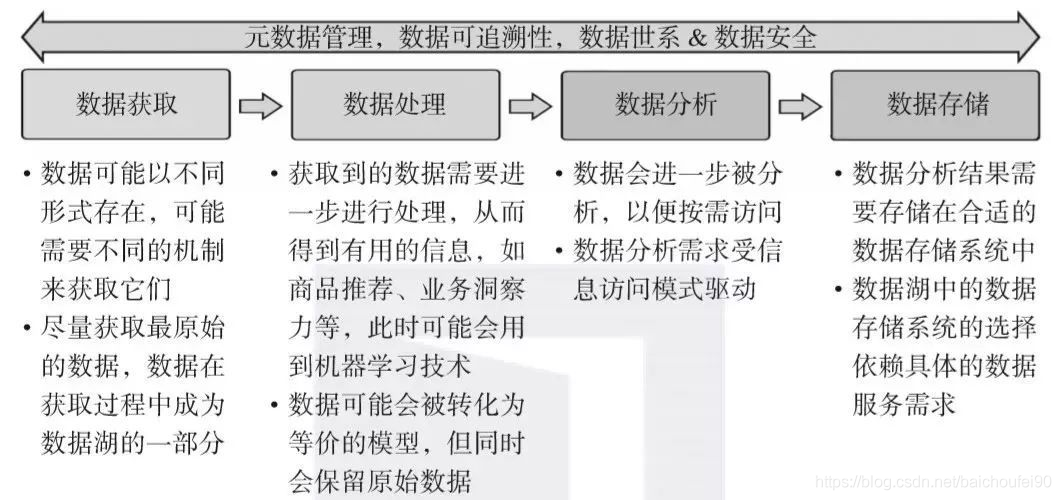 元数据管理，数据可追溯性，数据世系 & 数据安全
数据获取
数据处理
数据分析
数据存储
• 数据可能以不同
形式存在，可能
需要不同的机制
来获取它们
• 尽量获取最原始
的数据，数据在
获取过程中成为
数据湖的一部分
• 获取到的数据需要进
一步进行处理，从而
得到有用的信息，如
商品推荐、业务洞察
力等，此时可能会用
到机器学习技术
• 数据可能会被转化为
等价的模型，但同时
会保留原始数据
• 数据会进一步被分
析，以便按需访问
• 数据分析需求受信
息访问模式驱动
• 数据分析结果需
要存储在合适的
数据存储系统中
• 数据湖中的数据
存储系统的选择
依赖具体的数据
服务需求
https://blog.csdn.net/baichoufei90